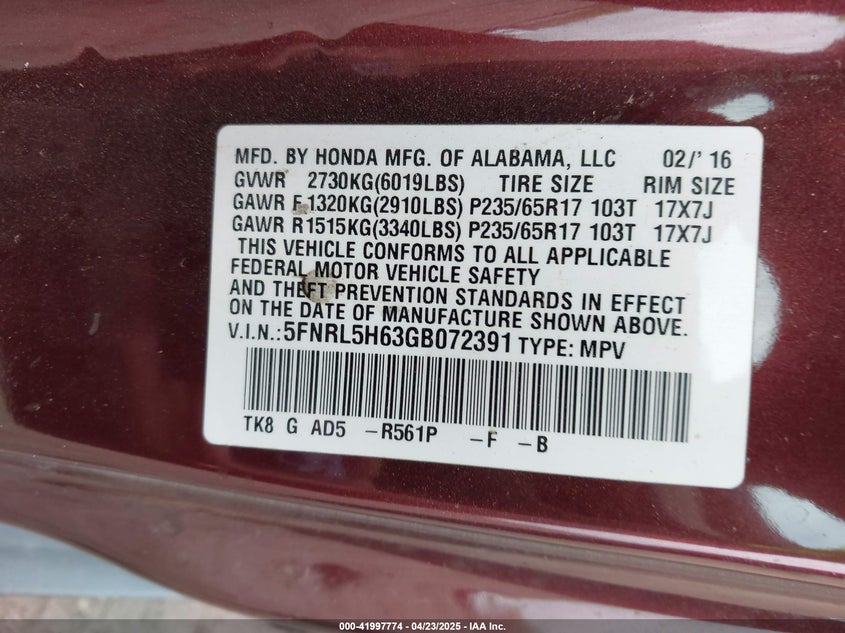 MFD. BY HONDA MFG. OF ALABAMA, LLC 02/' 16
GVWR 2730KG(6019LBS) TIRE SIZE RIM SIZE
GAWR F 1320KG(2910LBS) P235/65R17 103T 17X7J
GAWR R1515KG(3340LBS) P235/65R17 103T 17X7J
THIS VEHICLE CONFORMS TO ALL APPLICABLE
FEDERAL MOTOR VEHICLE SAFETY
AND THEFT PREVENTION STANDARDS IN EFFECT
ON THE DATE OF MANUFACTURE SHOWN ABOVE.
V.I.N.:5FNRL5H63GB072391 TYPE: MPV
TK8 G AD5 -R561P -F -B
000-41997774 | 04/23/2025 - IAA Inc.